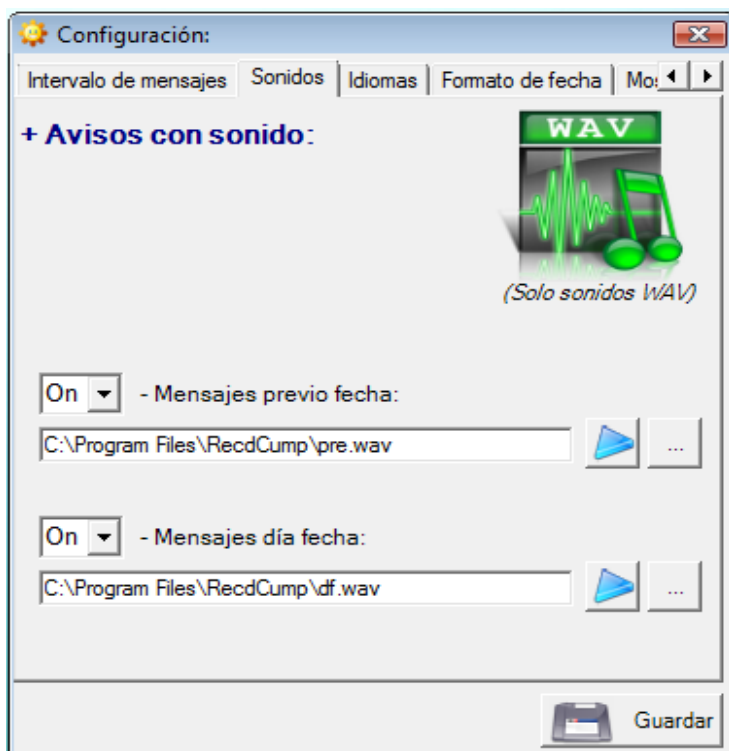 Configuración:
Intervalo de mensajes Sonidos Idiomas Formato de fecha
+ Avisos con sonido:
WAV
(Solo sonidos WAV)
On - Mensajes previo fecha:
C:\Program Files\RecdCump\pre.wav ...
On - Mensajes día fecha:
C:\Program Files\RecdCump\df.wav ...
Guardar